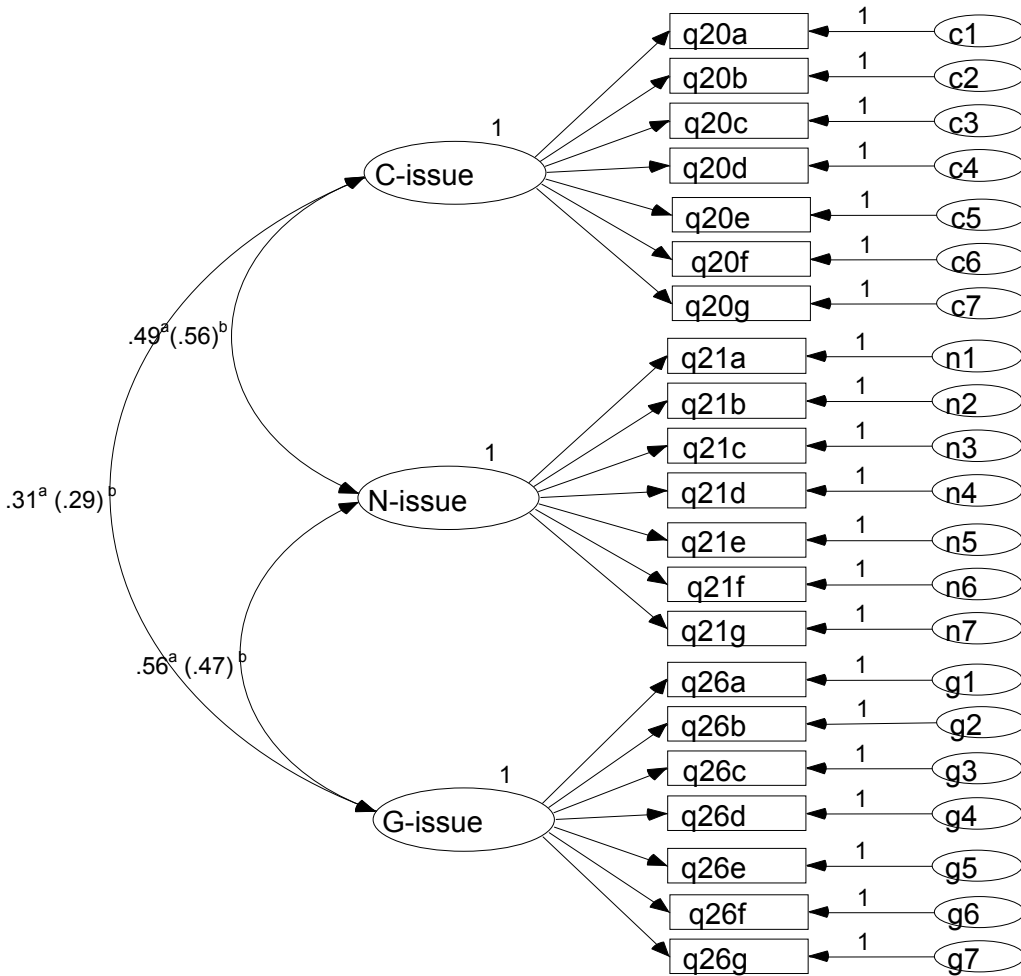 1
q20a
c1
1
q20b
c2
1
q20c
c3
1
q20d
c4
1
q20e
c5
1
q20f
c6
1
q20g
c7
1
C-issue
.49ᵃ(.56)ᵇ
1
q21a
n1
1
q21b
n2
1
q21c
n3
1
q21d
n4
1
q21e
n5
1
q21f
n6
1
q21g
n7
1
N-issue
.31ᵃ (.29)ᵇ
.56ᵃ (.47)ᵇ
1
q26a
g1
1
q26b
g2
1
q26c
g3
1
q26d
g4
1
q26e
g5
1
q26f
g6
1
q26g
g7
1
G-issue